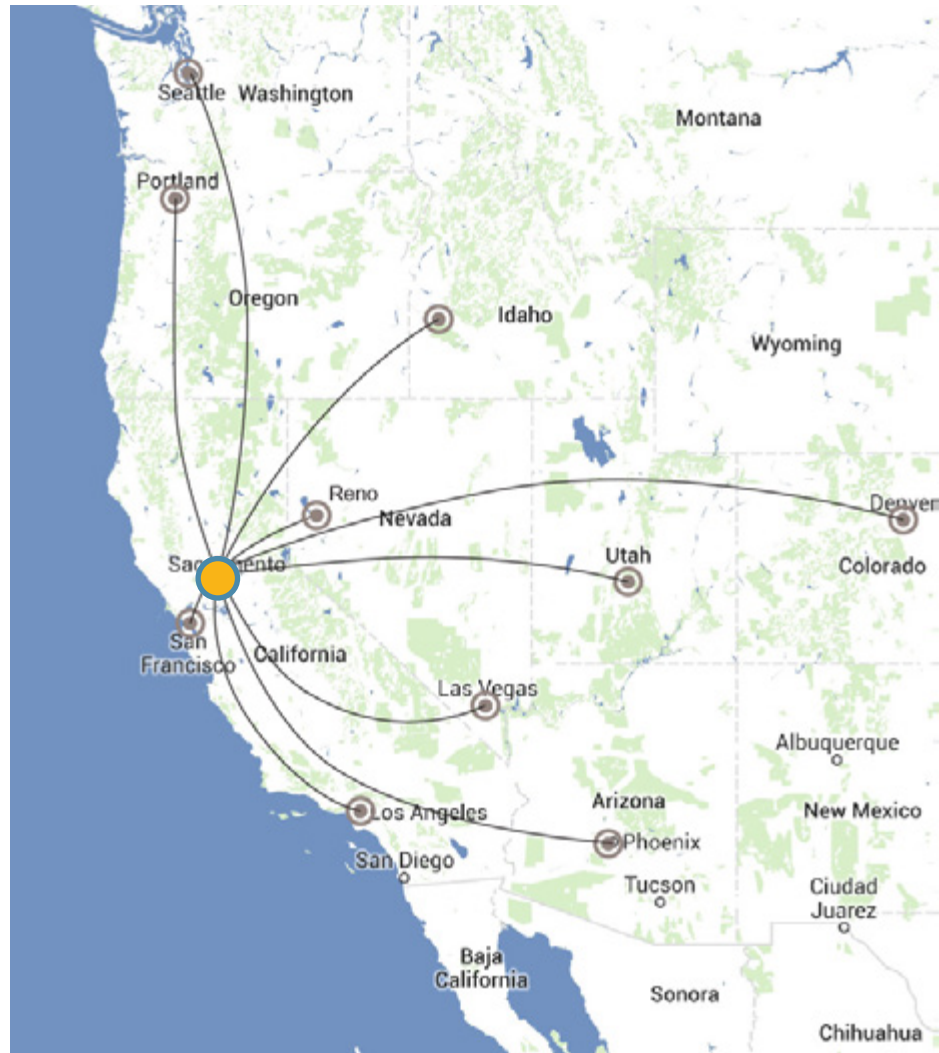 Seattle
Washington
Montana
Portland
Oregon
Idaho
Wyoming
Reno
Nevada
Denver
Utah
Colorado
San
Francisco
California
Las Vegas
Albuquerque
Arizona
New Mexico
Los Angeles
Phoenix
San Diego
Tucson
Ciudad
Juarez
Baja
California
Sonora
Chihuahua